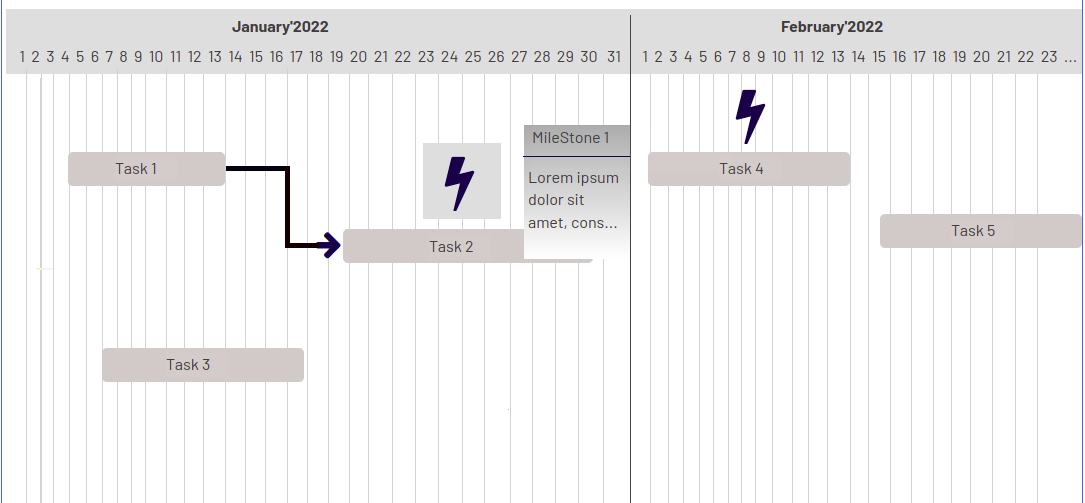 January'2022 February'2022
1 2 3 4 5 6 7 8 9 10 11 12 13 14 15 16 17 18 19 20 21 22 23 24 25 26 27 29 29 30 31 1 2 3 4 5 6 7 8 9 10 11 12 13 14 15 16 17 18 19 20 21 22 23 ...
MileStone 1
Task 1
Task 4
Lorem ipsum
dolor sit
amet, cons...
Task 5
Task 2
Task 3